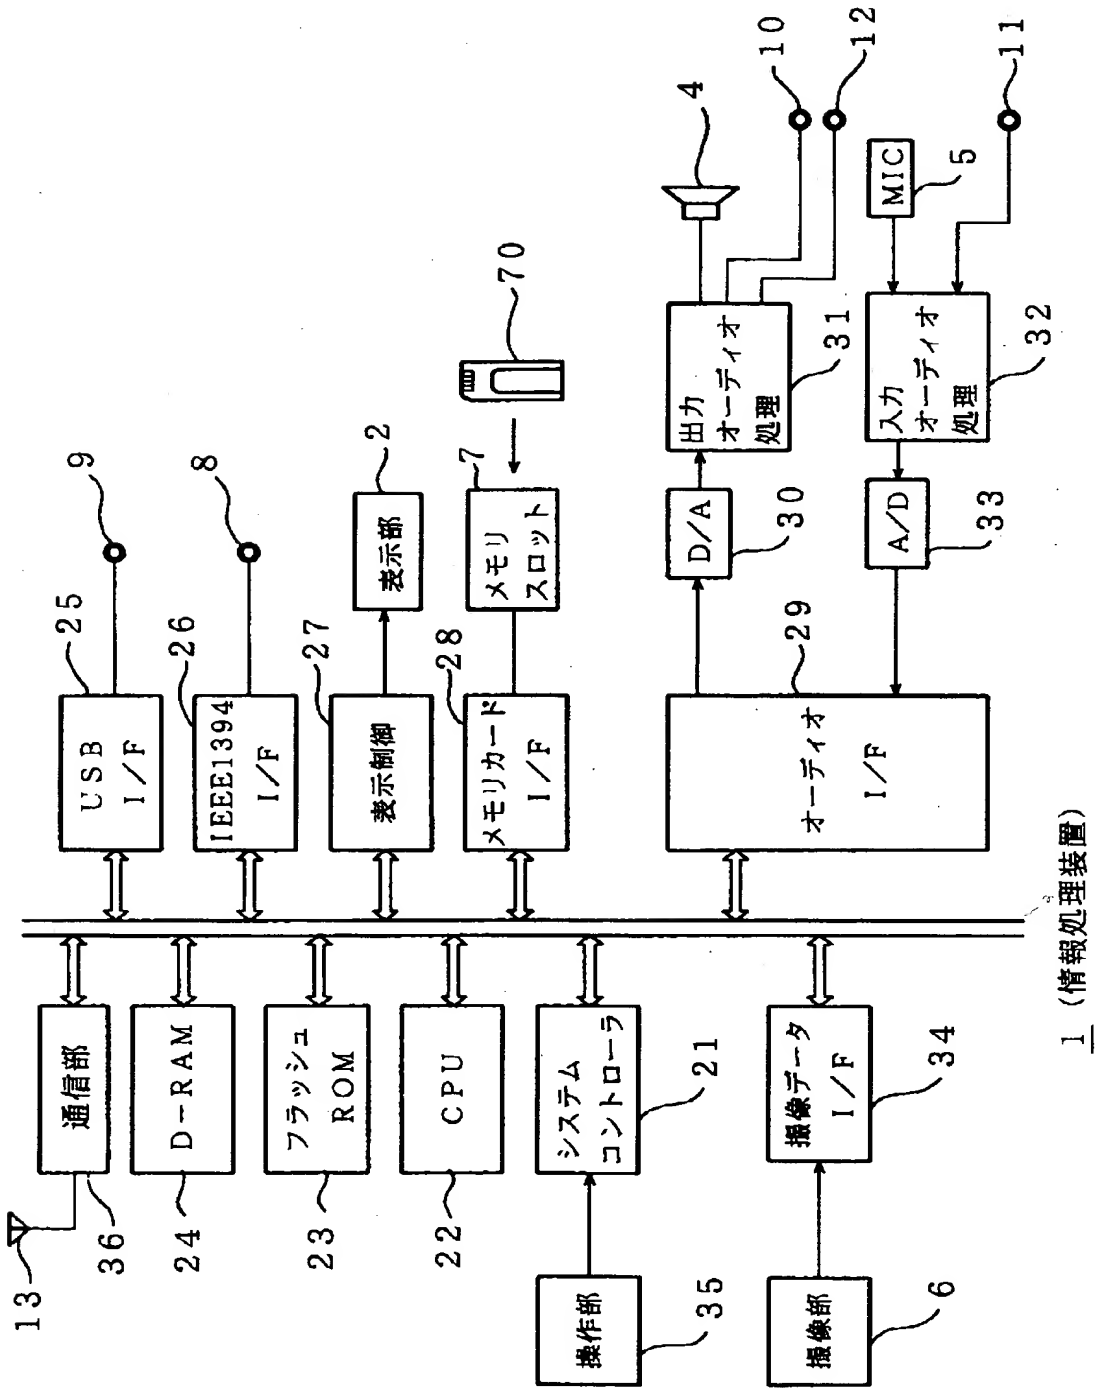 13
通信部
36
D-RAM
24
フラッシュ
ROM
23
CPU
22
システム
コントローラ
21
操作部
35
撮像データ
I/F
34
撮像部
6
USB
I/F
25
9
IEEE1394
I/F
26
8
表示制御
27
表示部
2
メモリカード
I/F
28
メモリ
スロット
7
70
オーディオ
I/F
29
D/A
30
出力
オーディオ
処理
31
4
10
12
A/D
33
入力
オーディオ
処理
32
MIC
5
11
1 (情報処理装置)